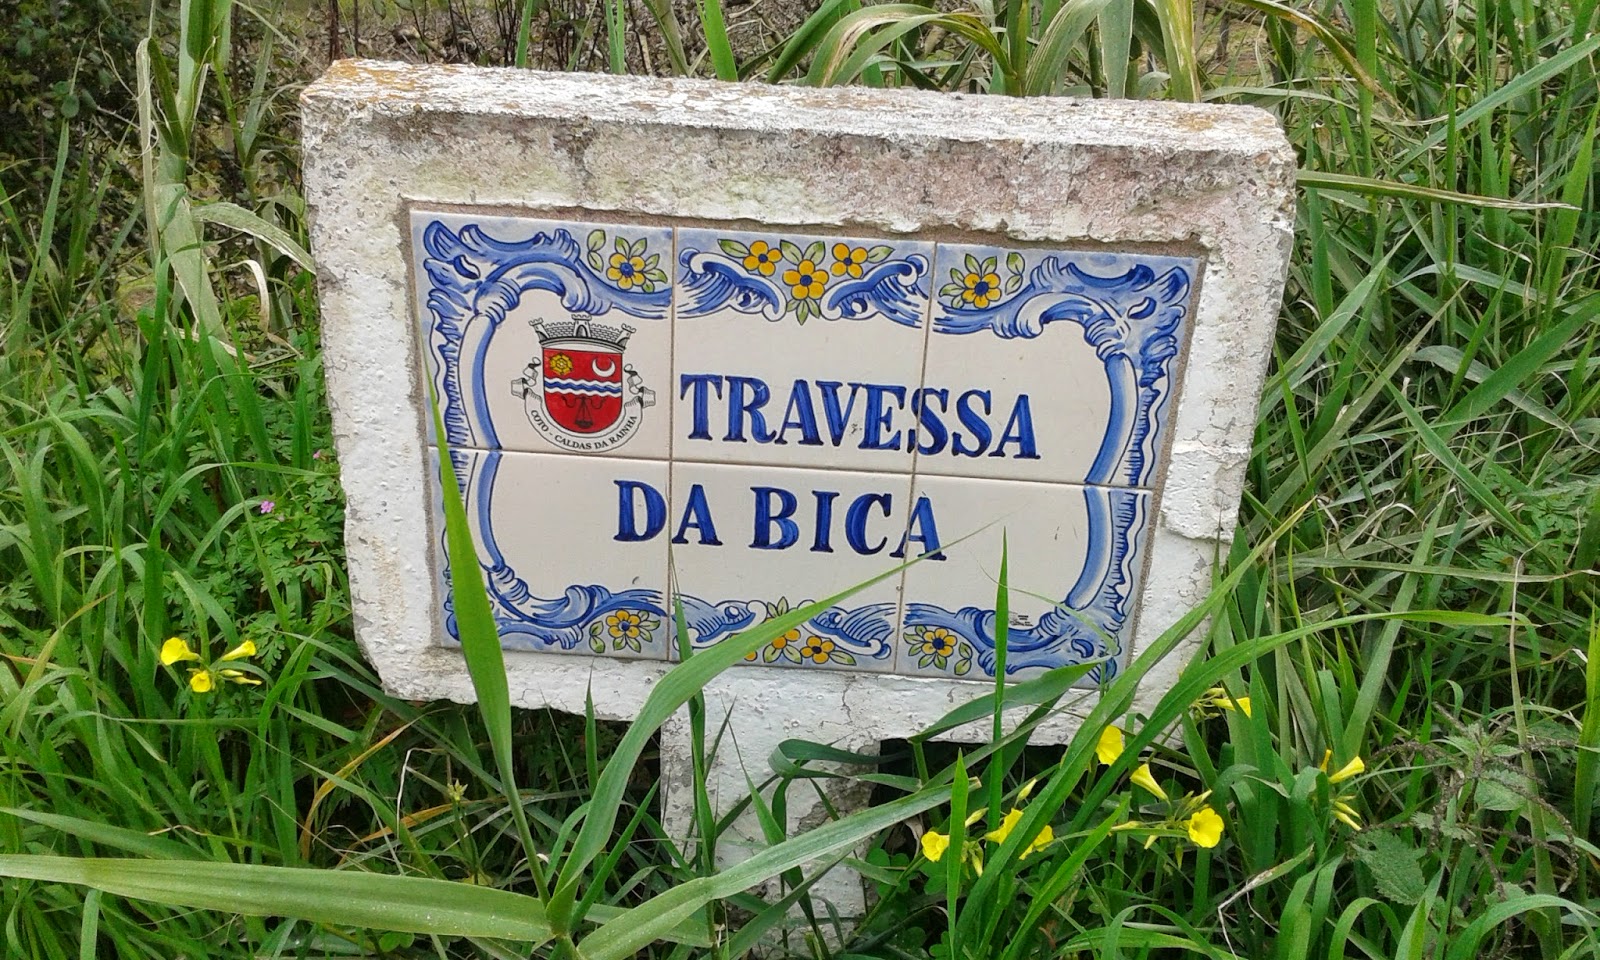 COTO - CALDAS DA RAINHA
TRAVESSA
DA BICA